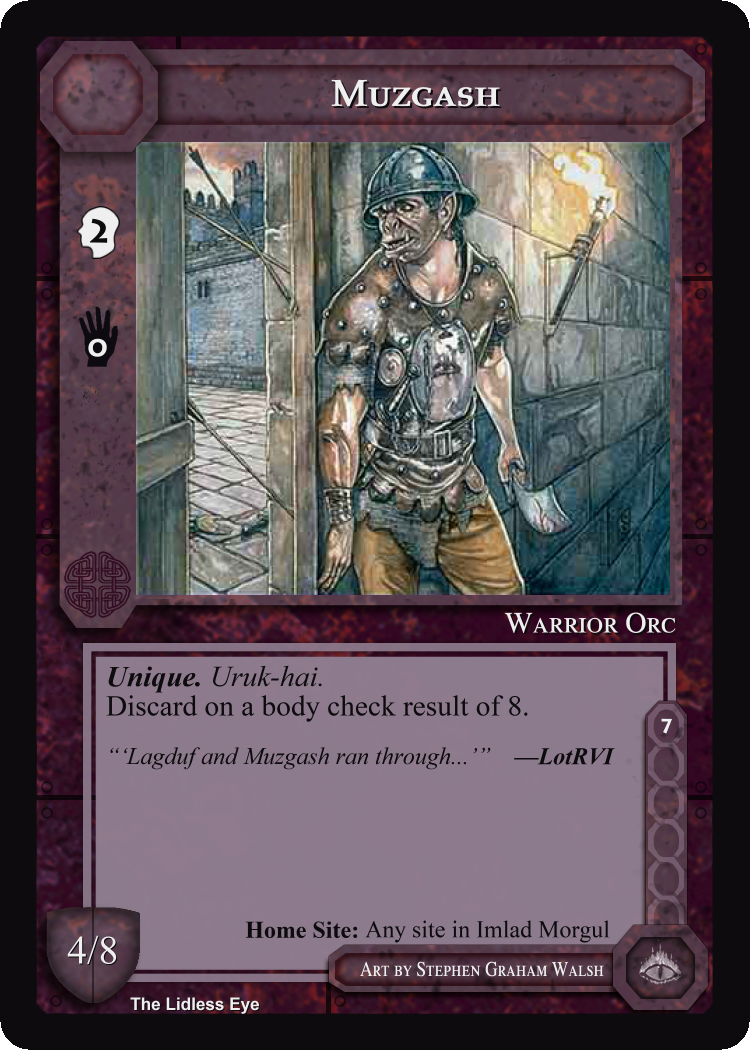 Muzgash
2
0
Warrior Orc
Unique. Uruk-hai.
Discard on a body check result of 8.
“‘Lagduf and Muzgash ran through...’” —LotRVI
7
Home Site: Any site in Imlad Morgul
4/8
Art by Stephen Graham Walsh
The Lidless Eye